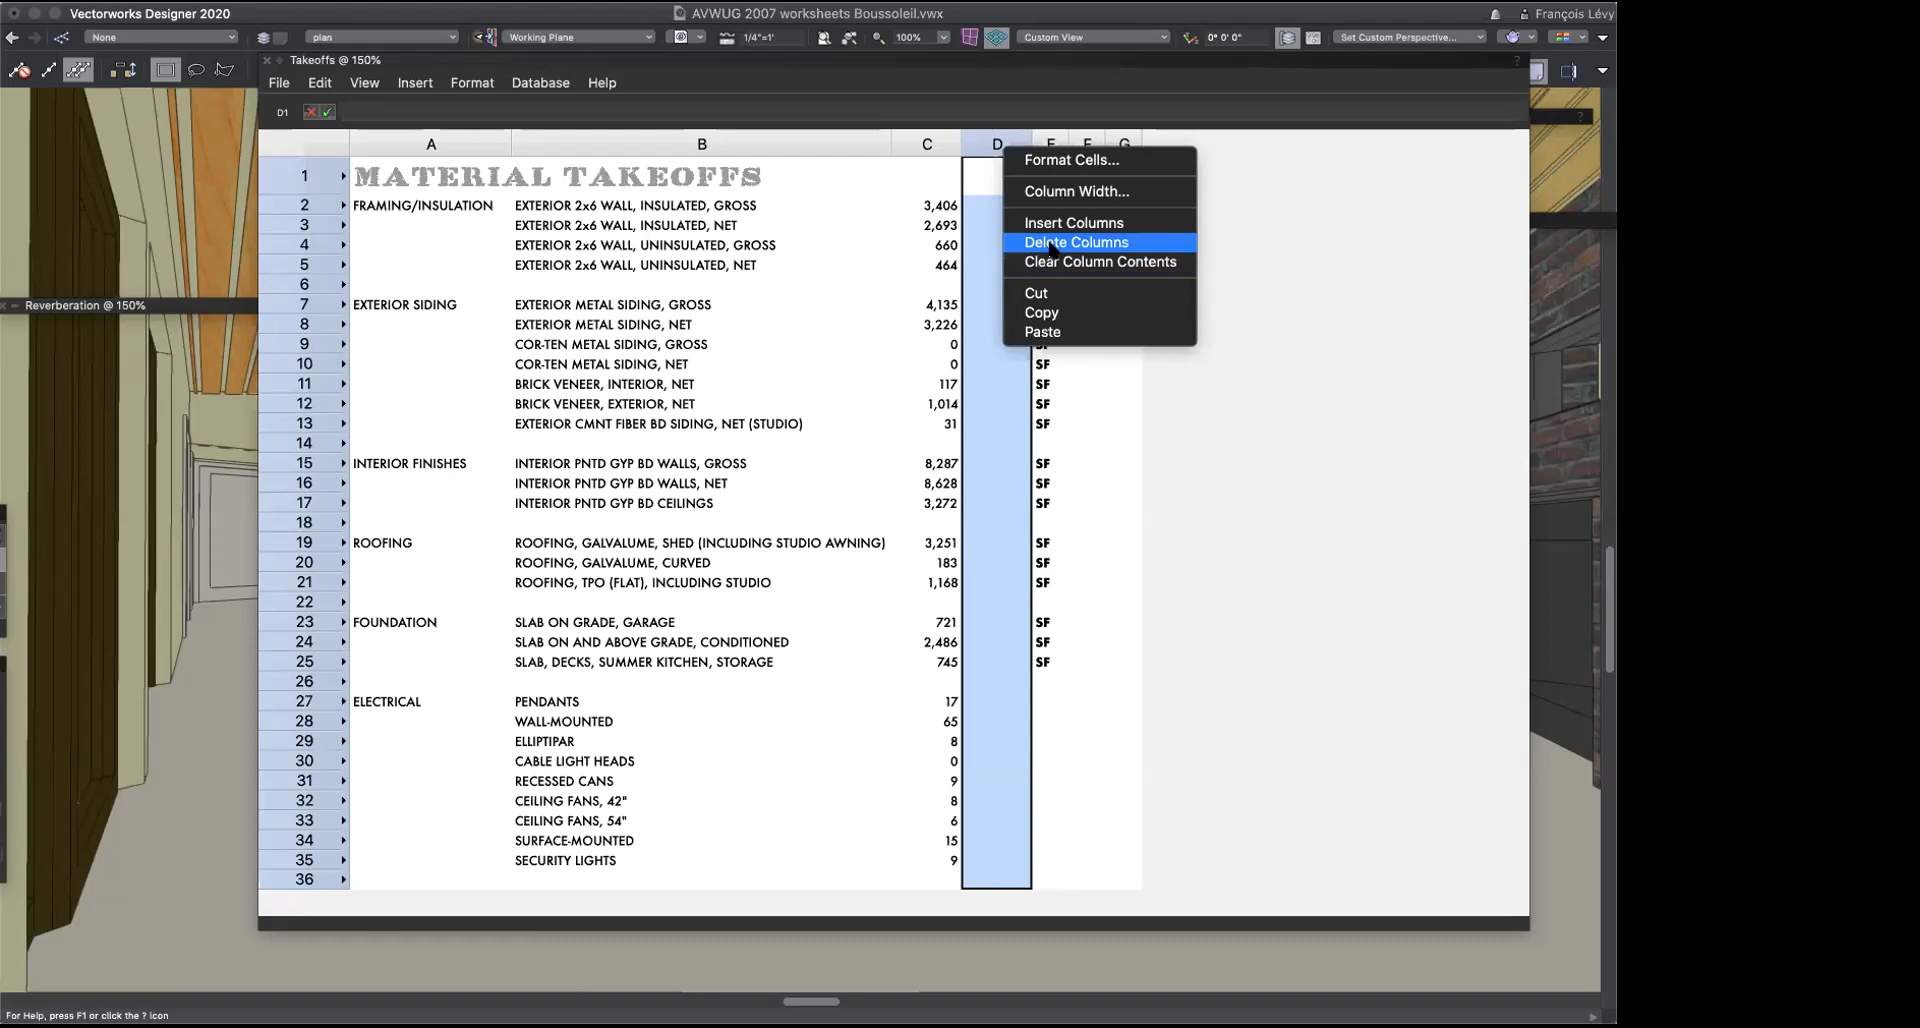 Vectorworks Designer 2020
AVWUG 2007 worksheets Boussoleil.vwx
François Lévy
None
plan
Working Plane
1/4"=1'
100%
Custom View
0° 0' 0"
Set Custom Perspective...
Takeoffs @ 150%
?
File Edit View Insert Format Database Help
D1
?
A B C D E F G
1 MATERIAL TAKEOFFS
2 FRAMING/INSULATION EXTERIOR 2x6 WALL, INSULATED, GROSS 3,406
3 EXTERIOR 2x6 WALL, INSULATED, NET 2,693
4 EXTERIOR 2x6 WALL, UNINSULATED, GROSS 660
5 EXTERIOR 2x6 WALL, UNINSULATED, NET 464
6
7 EXTERIOR SIDING EXTERIOR METAL SIDING, GROSS 4,135
8 EXTERIOR METAL SIDING, NET 3,226
9 COR-TEN METAL SIDING, GROSS 0 SF
10 COR-TEN METAL SIDING, NET 0 SF
11 BRICK VENEER, INTERIOR, NET 117 SF
12 BRICK VENEER, EXTERIOR, NET 1,014 SF
13 EXTERIOR CMNT FIBER BD SIDING, NET (STUDIO) 31 SF
14
15 INTERIOR FINISHES INTERIOR PNTD GYP BD WALLS, GROSS 8,287 SF
16 INTERIOR PNTD GYP BD WALLS, NET 8,628 SF
17 INTERIOR PNTD GYP BD CEILINGS 3,272 SF
18
19 ROOFING ROOFING, GALVALUME, SHED (INCLUDING STUDIO AWNING) 3,251 SF
20 ROOFING, GALVALUME, CURVED 183 SF
21 ROOFING, TPO (FLAT), INCLUDING STUDIO 1,168 SF
22
23 FOUNDATION SLAB ON GRADE, GARAGE 721 SF
24 SLAB ON AND ABOVE GRADE, CONDITIONED 2,486 SF
25 SLAB, DECKS, SUMMER KITCHEN, STORAGE 745 SF
26
27 ELECTRICAL PENDANTS 17
28 WALL-MOUNTED 65
29 ELLIPTIPAR 8
30 CABLE LIGHT HEADS 0
31 RECESSED CANS 9
32 CEILING FANS, 42" 8
33 CEILING FANS, 54" 6
34 SURFACE-MOUNTED 15
35 SECURITY LIGHTS 9
36
Format Cells...
Column Width...
Insert Columns
Delete Columns
Clear Column Contents
Cut
Copy
Paste
Reverberation @ 150%
For Help, press F1 or click the ? icon